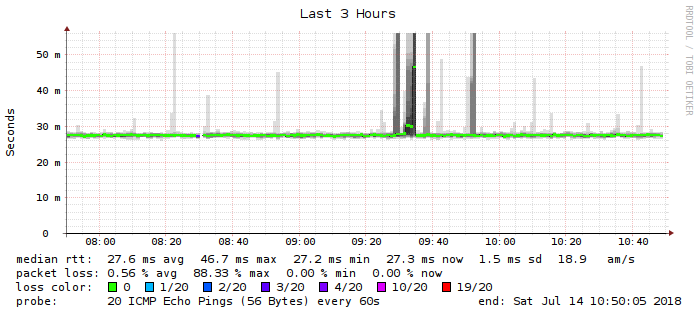 Last 3 Hours
RRDTOOL / TOBI OETIKER
Seconds
50 m
40 m
30 m
20 m
10 m
0
08:00 08:20 08:40 09:00 09:20 09:40 10:00 10:20 10:40
median rtt: 27.6 ms avg 46.7 ms max 27.2 ms min 27.3 ms now 1.5 ms sd 18.9 am/s
packet loss: 0.56 % avg 88.33 % max 0.00 % min 0.00 % now
loss color: 0 1/20 2/20 3/20 4/20 10/20 19/20
probe: 20 ICMP Echo Pings (56 Bytes) every 60s end: Sat Jul 14 10:50:05 2018